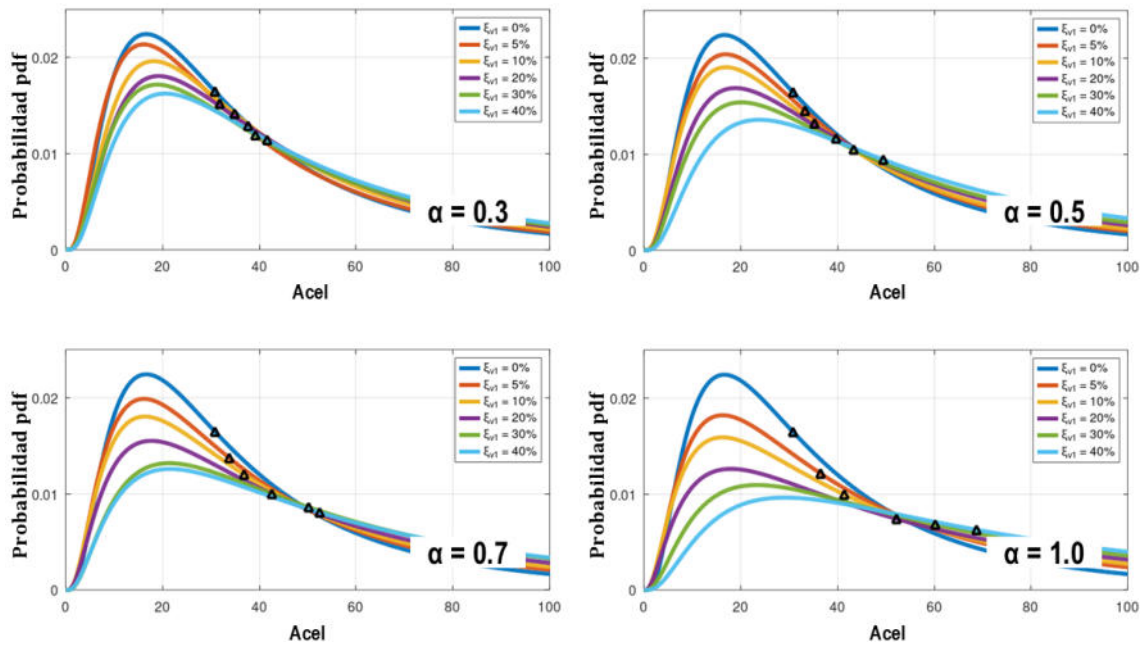 Probabilidad pdf
0.02
0.01
0
0 20 40 60 80 100
Acel
ξv1 = 0%
ξv1 = 5%
ξv1 = 10%
ξv1 = 20%
ξv1 = 30%
ξv1 = 40%
α = 0.3
Probabilidad pdf
0.02
0.01
0
0 20 40 60 80 100
Acel
ξv1 = 0%
ξv1 = 5%
ξv1 = 10%
ξv1 = 20%
ξv1 = 30%
ξv1 = 40%
α = 0.5
Probabilidad pdf
0.02
0.01
0
0 20 40 60 80 100
Acel
ξv1 = 0%
ξv1 = 5%
ξv1 = 10%
ξv1 = 20%
ξv1 = 30%
ξv1 = 40%
α = 0.7
Probabilidad pdf
0.02
0.01
0
0 20 40 60 80 100
Acel
ξv1 = 0%
ξv1 = 5%
ξv1 = 10%
ξv1 = 20%
ξv1 = 30%
ξv1 = 40%
α = 1.0